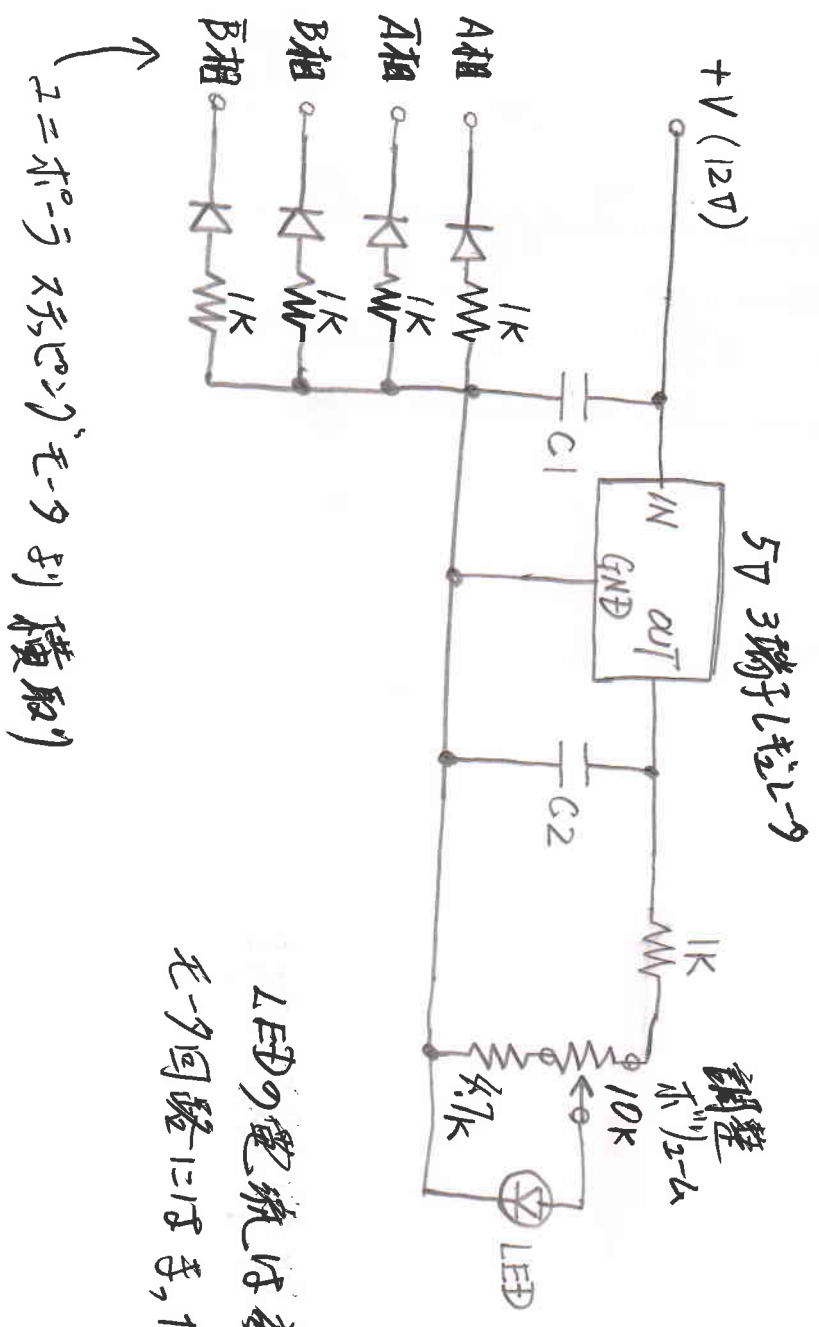 +V (12V)
5V 3端子レギュレータ
IN
OUT
GND
C1
C2
1K
調整
ボリューム
10K
4.7K
LED
A相
A̅相
B相
B̅相
1K
1K
1K
1K
ユニポーラ ステッピングモータ より 横取り
LEDの電流は
モータ回路にはま,